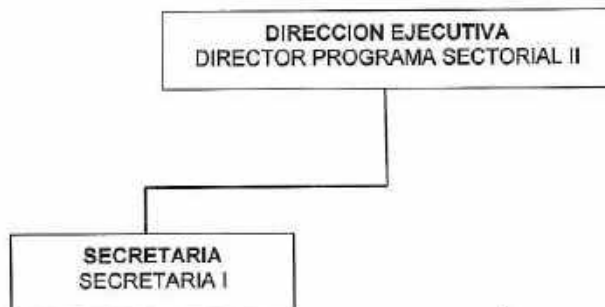 DIRECCION EJECUTIVA
DIRECTOR PROGRAMA SECTORIAL II
SECRETARIA
SECRETARIA I